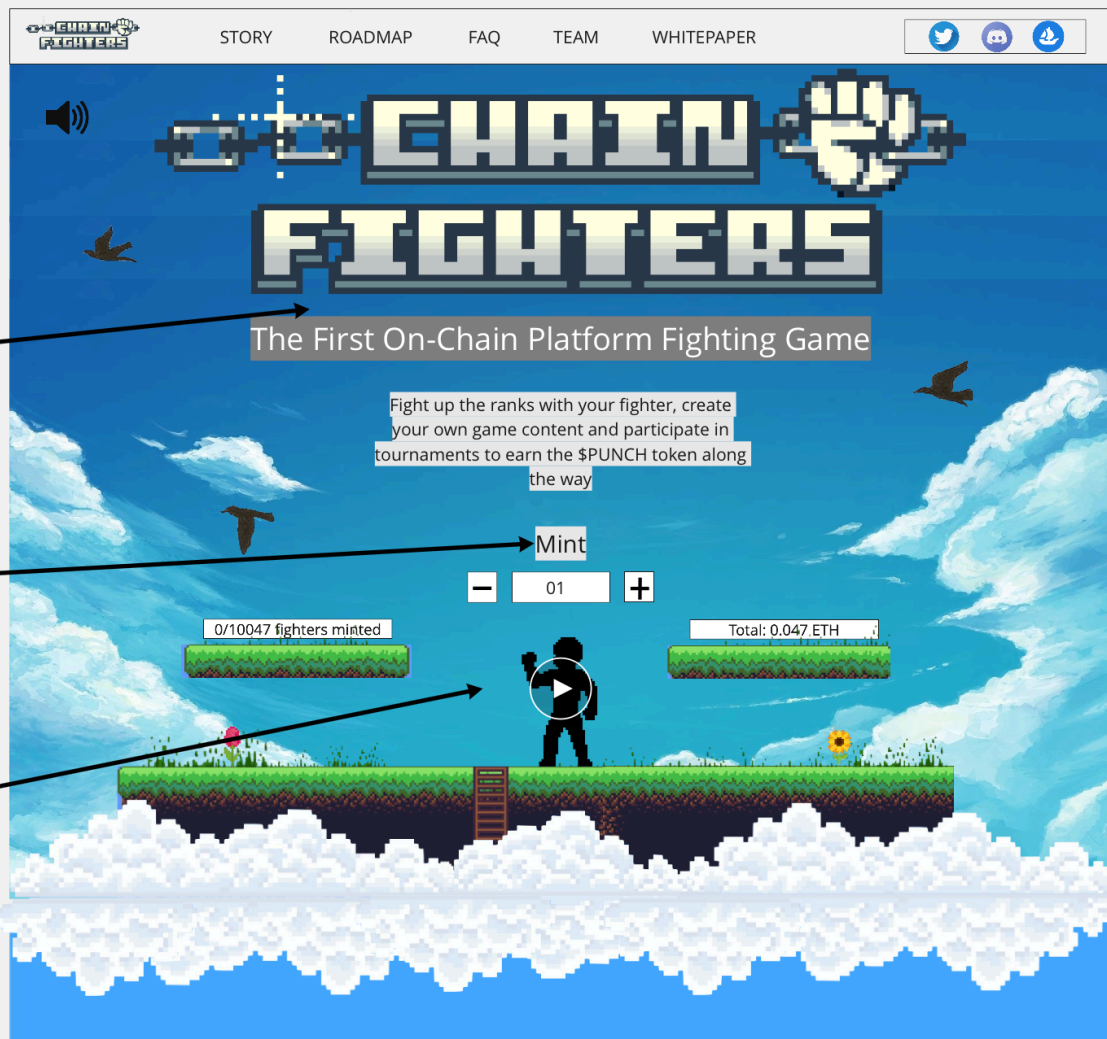 CHAIN
FIGHTERS
STORY ROADMAP FAQ TEAM WHITEPAPER
CHAIN
FIGHTERS
The First On-Chain Platform Fighting Game
Fight up the ranks with your fighter, create
your own game content and participate in
tournaments to earn the $PUNCH token along
the way
Mint
01
0/10047 fighters minted
Total: 0.047 ETH